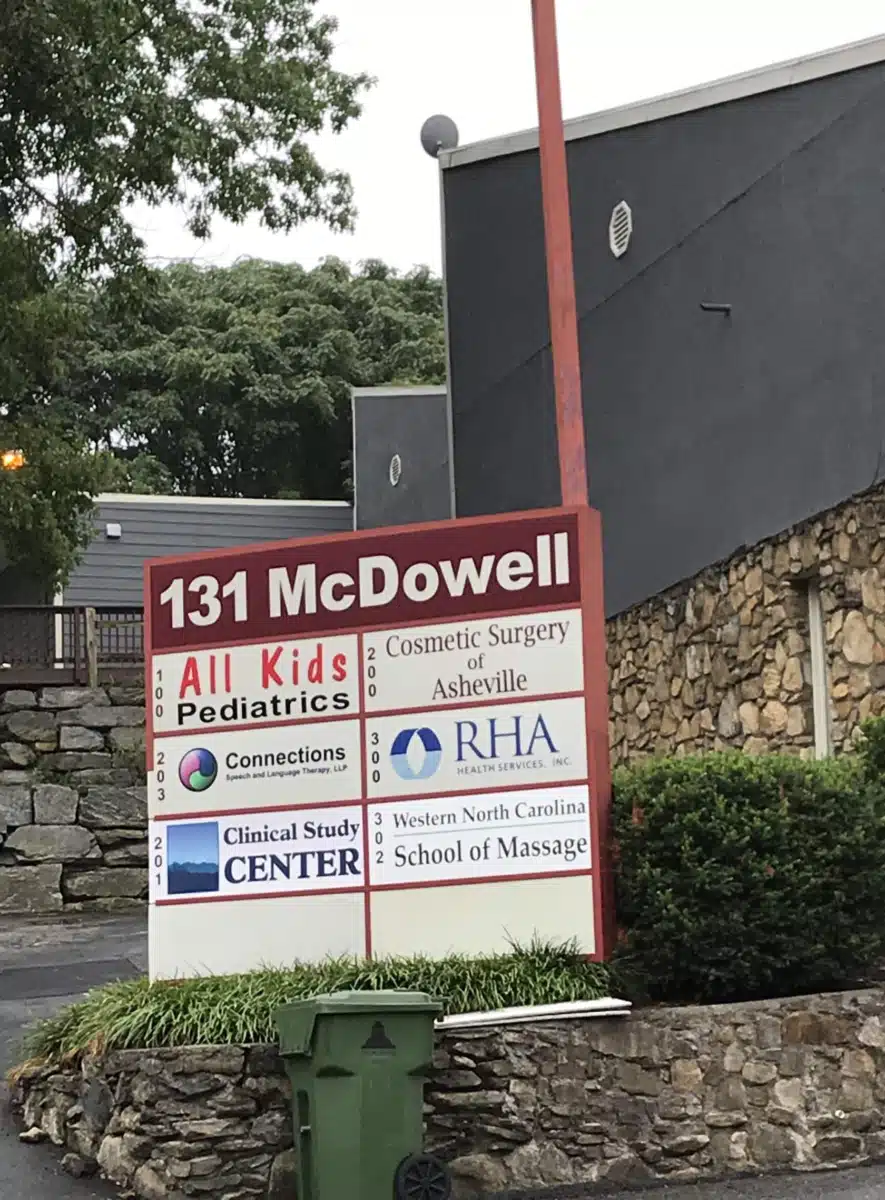 131 McDowell
100
All Kids
Pediatrics
200
Cosmetic Surgery
of
Asheville
203
Connections
Speech and Language Therapy, LLP
300
RHA
HEALTH SERVICES, INC.
201
Clinical Study
CENTER
302
Western North Carolina
School of Massage